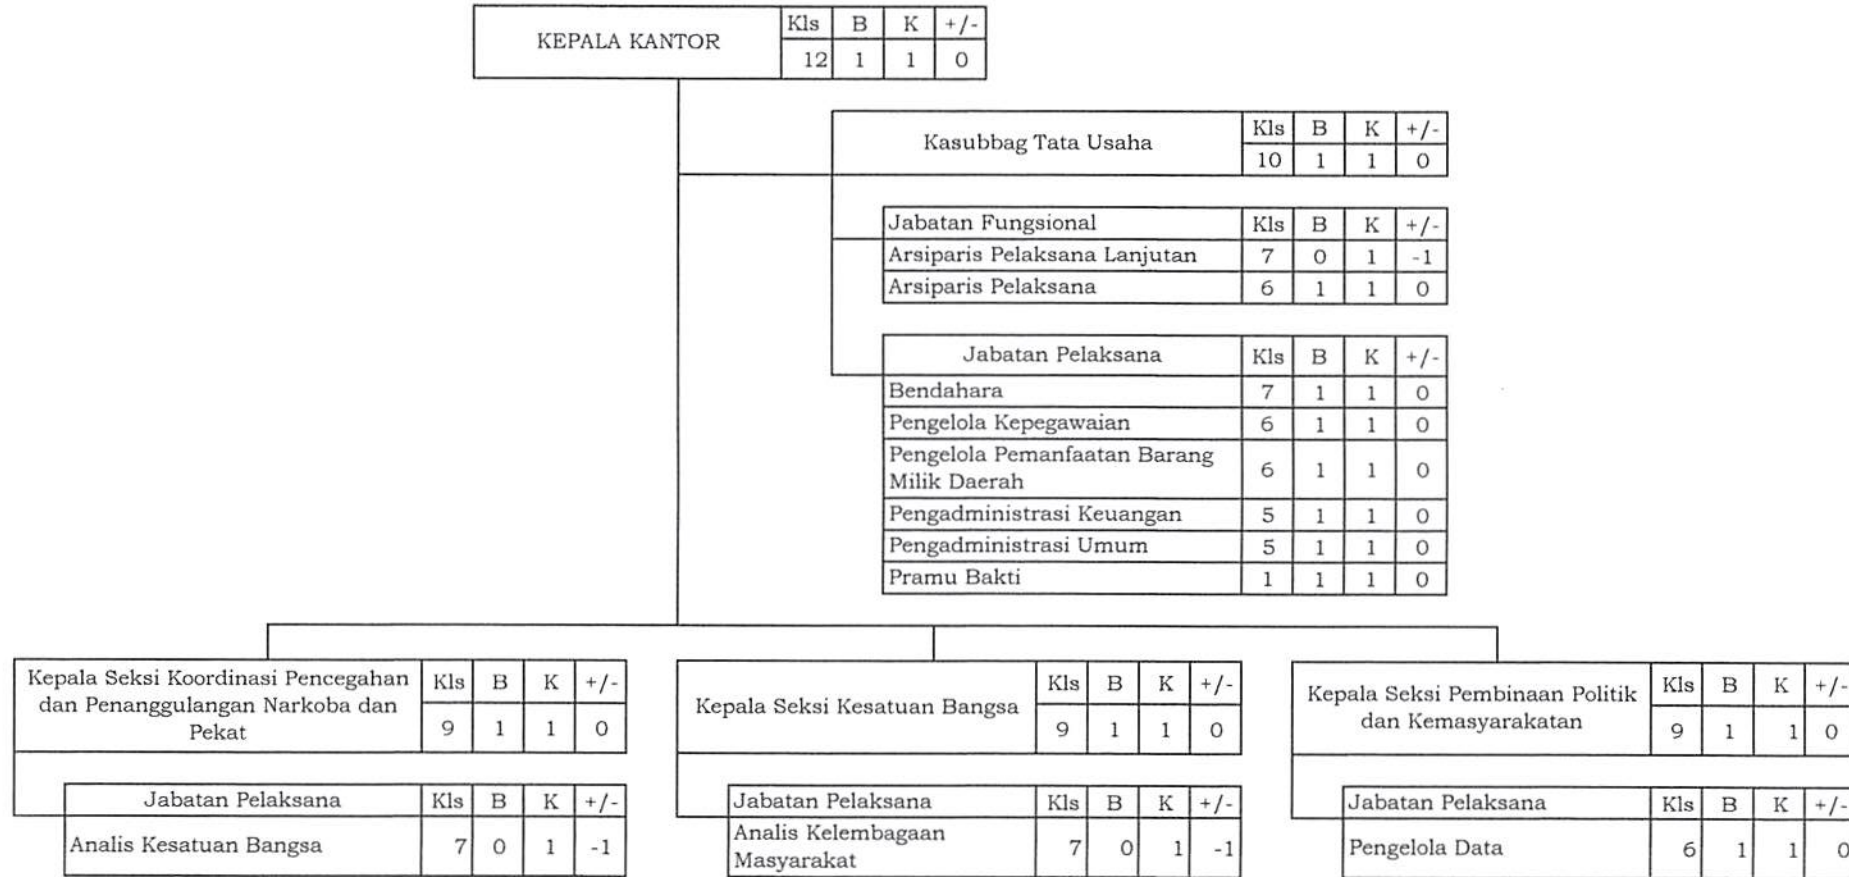 KEPALA KANTOR Kls B K +/-
12 1 1 0
Kasubbag Tata Usaha Kls B K +/-
10 1 1 0
Jabatan Fungsional Kls B K +/-
Arsiparis Pelaksana Lanjutan 7 0 1 -1
Arsiparis Pelaksana 6 1 1 0
Jabatan Pelaksana Kls B K +/-
Bendahara 7 1 1 0
Pengelola Kepegawaian 6 1 1 0
Pengelola Pemanfaatan Barang
Milik Daerah 6 1 1 0
Pengadministrasi Keuangan 5 1 1 0
Pengadministrasi Umum 5 1 1 0
Pramu Bakti 1 1 1 0
Kepala Seksi Koordinasi Pencegahan
dan Penanggulangan Narkoba dan
Pekat
Kls B K +/-
9 1 1 0
Jabatan Pelaksana Kls B K +/-
Analis Kesatuan Bangsa 7 0 1 -1
Kepala Seksi Kesatuan Bangsa
Kls B K +/-
9 1 1 0
Jabatan Pelaksana Kls B K +/-
Analis Kelembagaan
Masyarakat 7 0 1 -1
Kepala Seksi Pembinaan Politik
dan Kemasyarakatan
Kls B K +/-
9 1 1 0
Jabatan Pelaksana Kls B K +/-
Pengelola Data 6 1 1 0